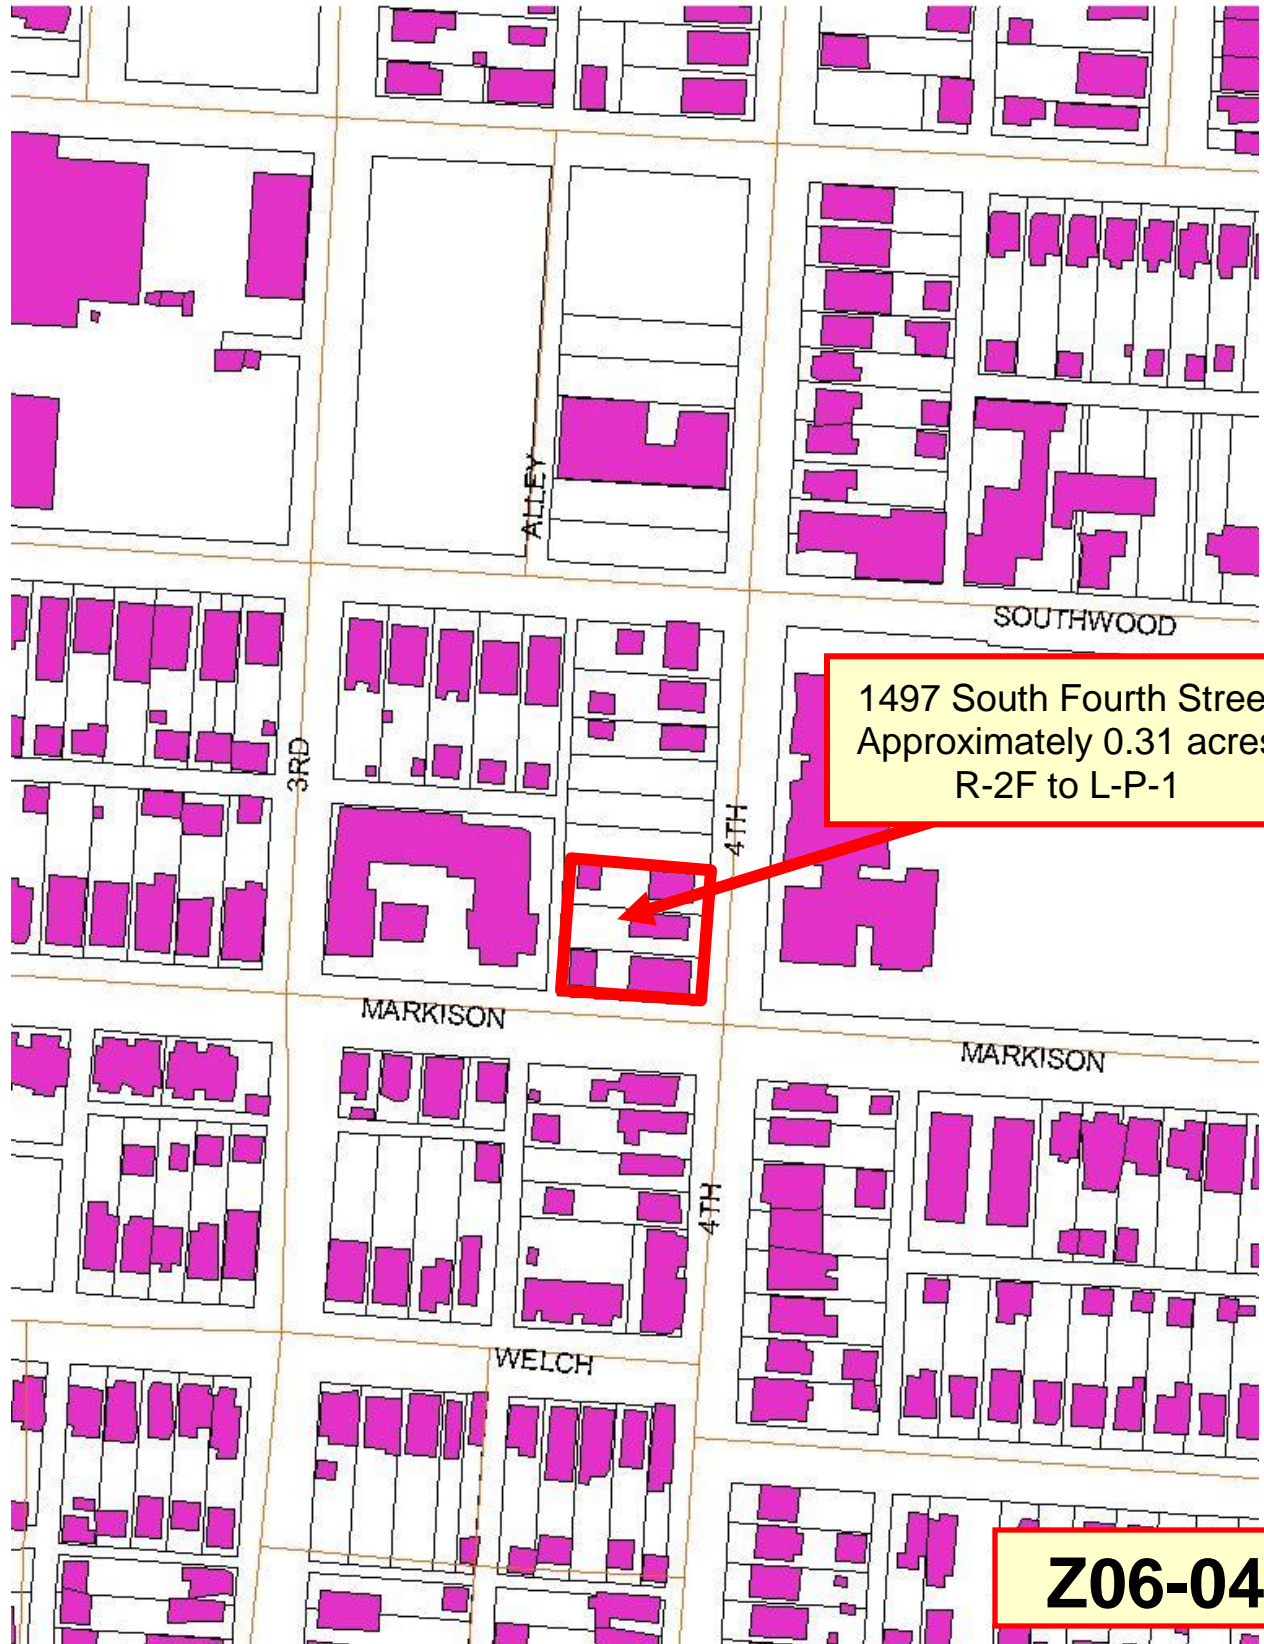 ALLEY
SOUTHWOOD
1497 South Fourth Stree
Approximately 0.31 acres
R-2F to L-P-1
3RD
4TH
MARKISON
MARKISON
4TH
WELCH
Z06-04